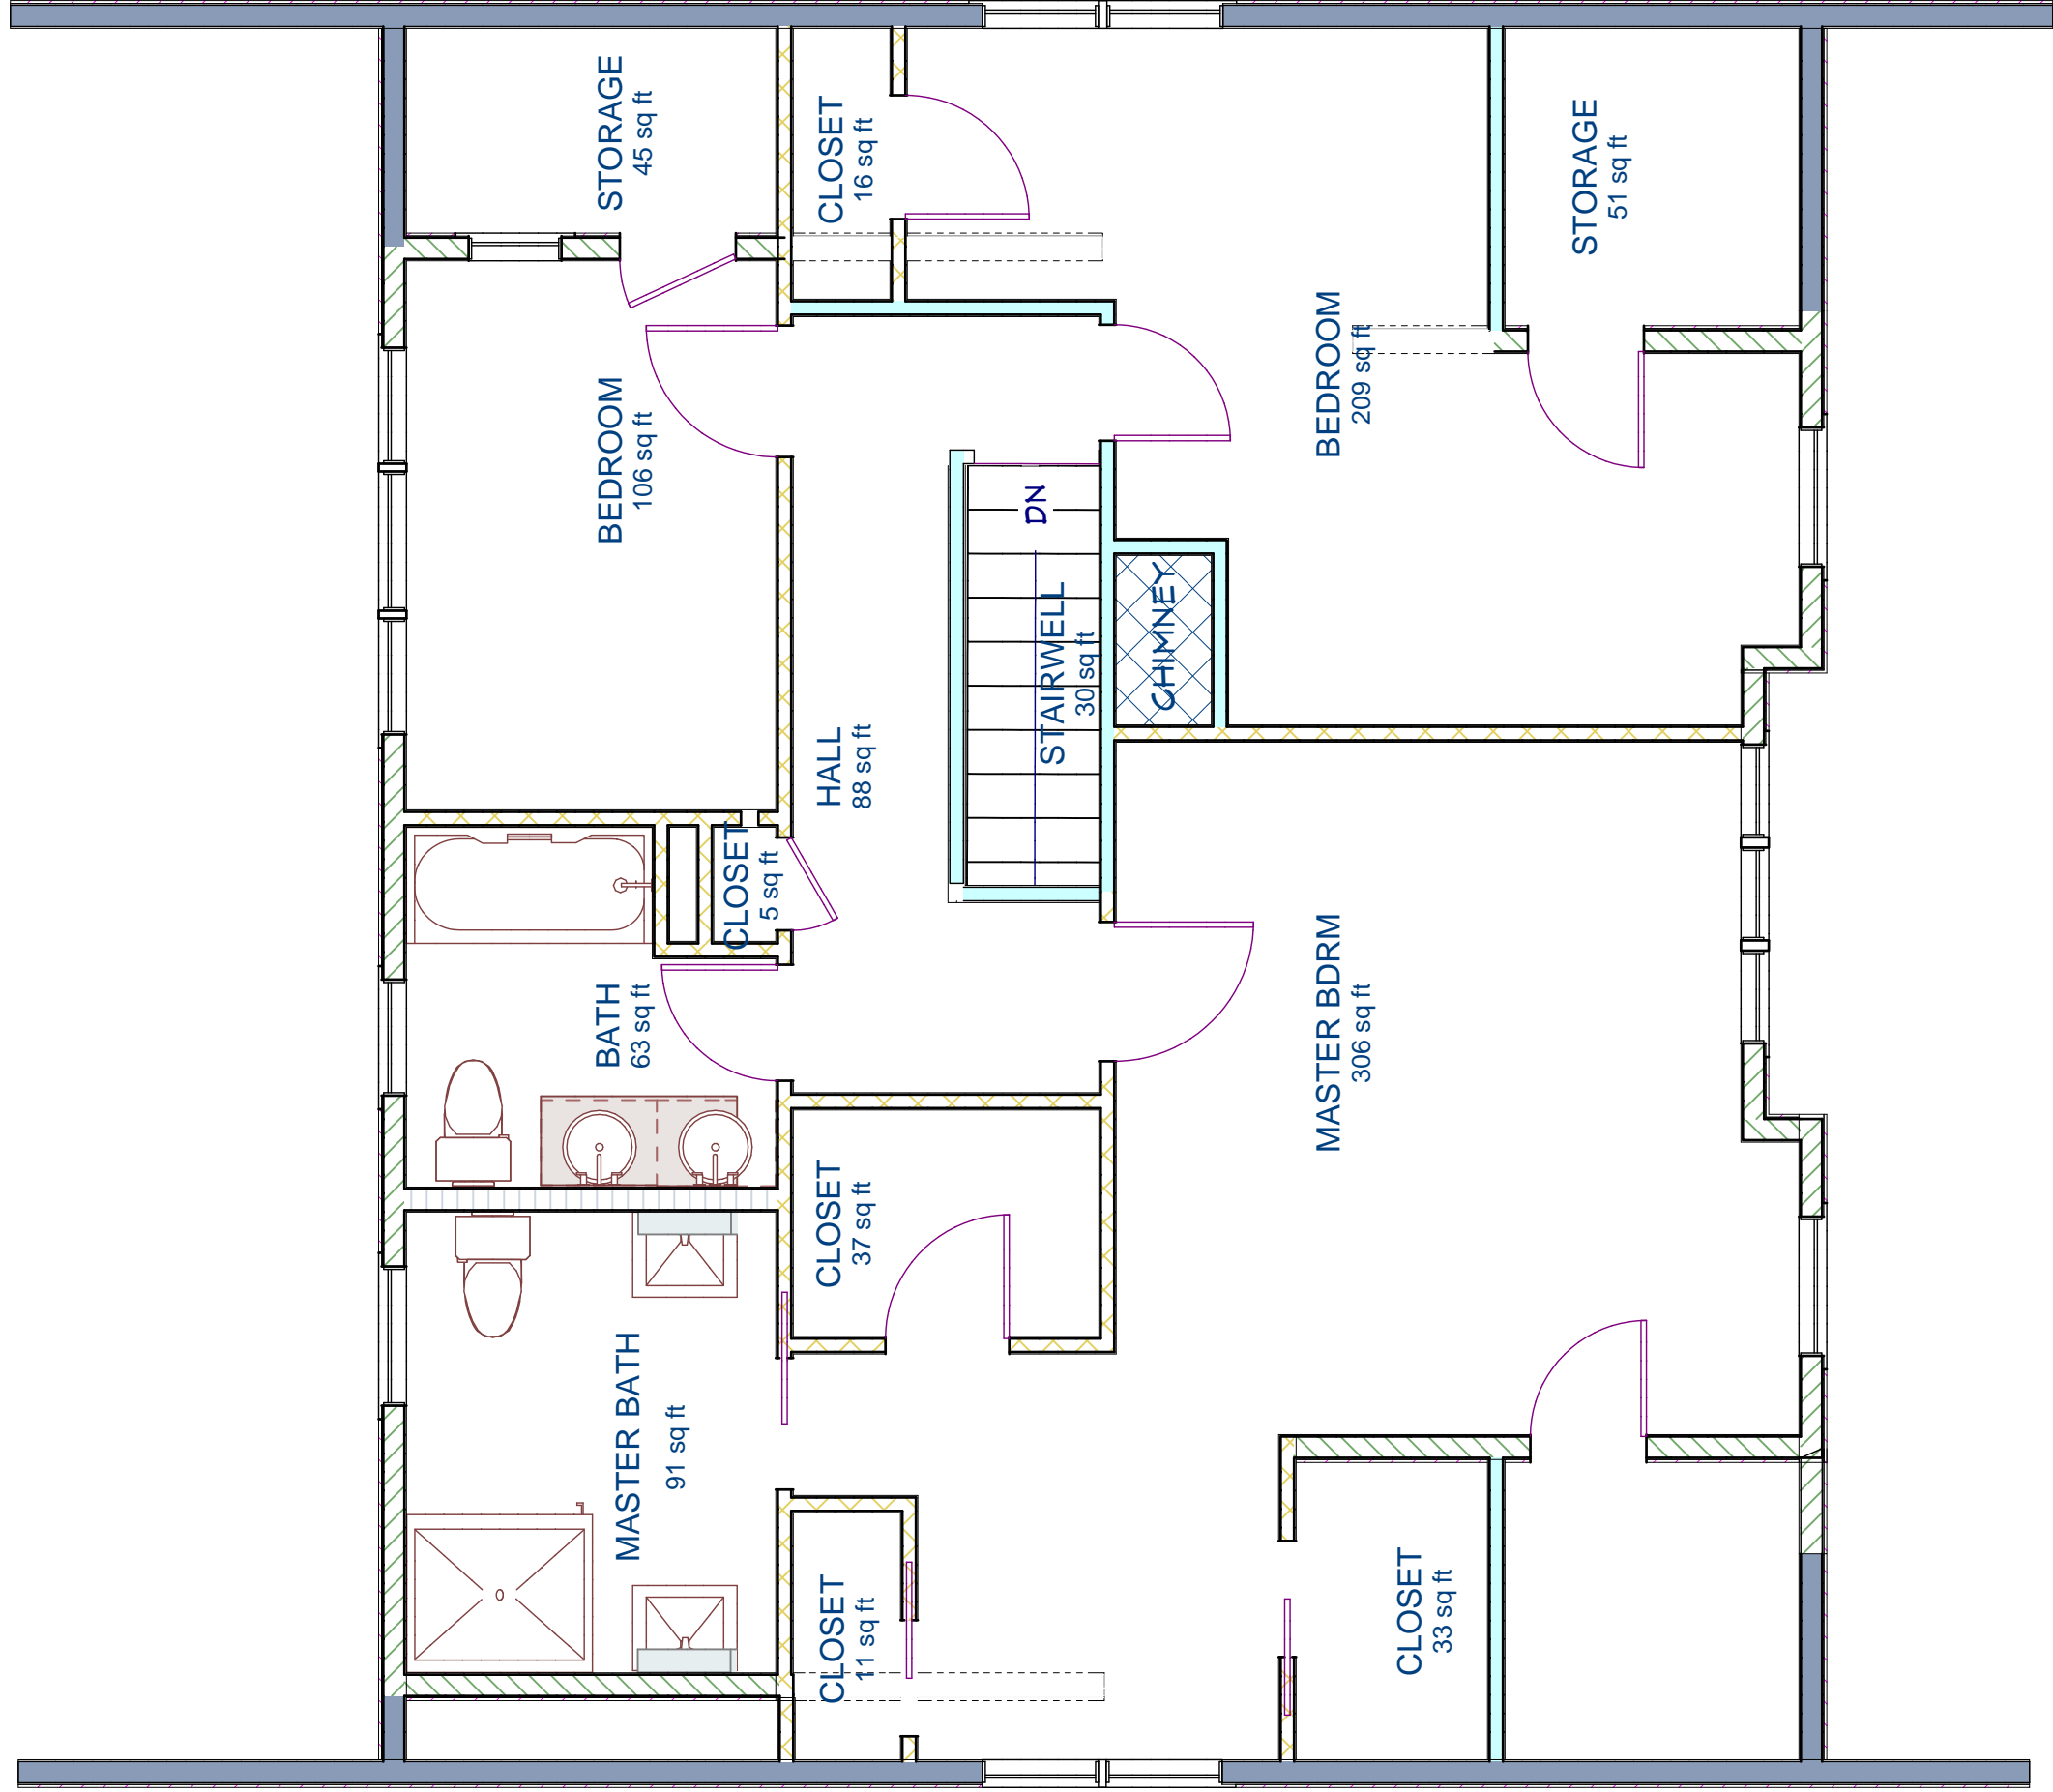 STORAGE
45 sq ft
CLOSET
16 sq ft
STORAGE
51 sq ft
BEDROOM
106 sq ft
BEDROOM
209 sq ft
DN
STAIRWELL
30 sq ft
CHIMNEY
HALL
88 sq ft
CLOSET
5 sq ft
BATH
63 sq ft
MASTER BDRM
306 sq ft
CLOSET
37 sq ft
MASTER BATH
91 sq ft
CLOSET
11 sq ft
CLOSET
33 sq ft